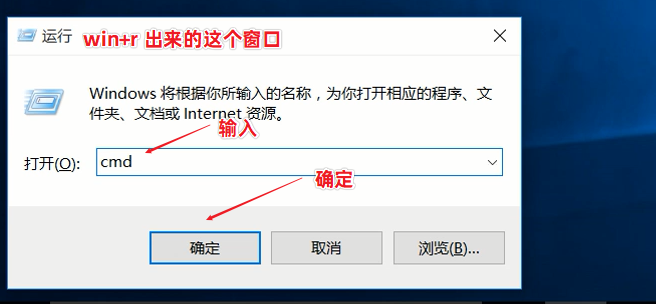 运行 win+r 出来的这个窗口
Windows 将根据你所输入的名称，为你打开相应的程序、文
件夹、文档或 Internet 资源。
输入
打开(O): cmd
确定
确定 取消 浏览(B)...